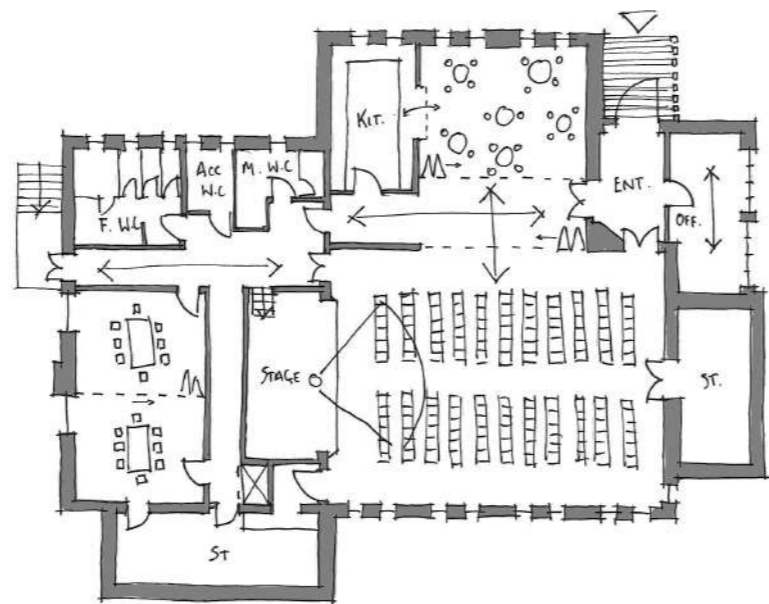 KIT.
ACC
W.C
M. W.C
ENT.
F. W.C
OFF.
STAGE
ST.
ST